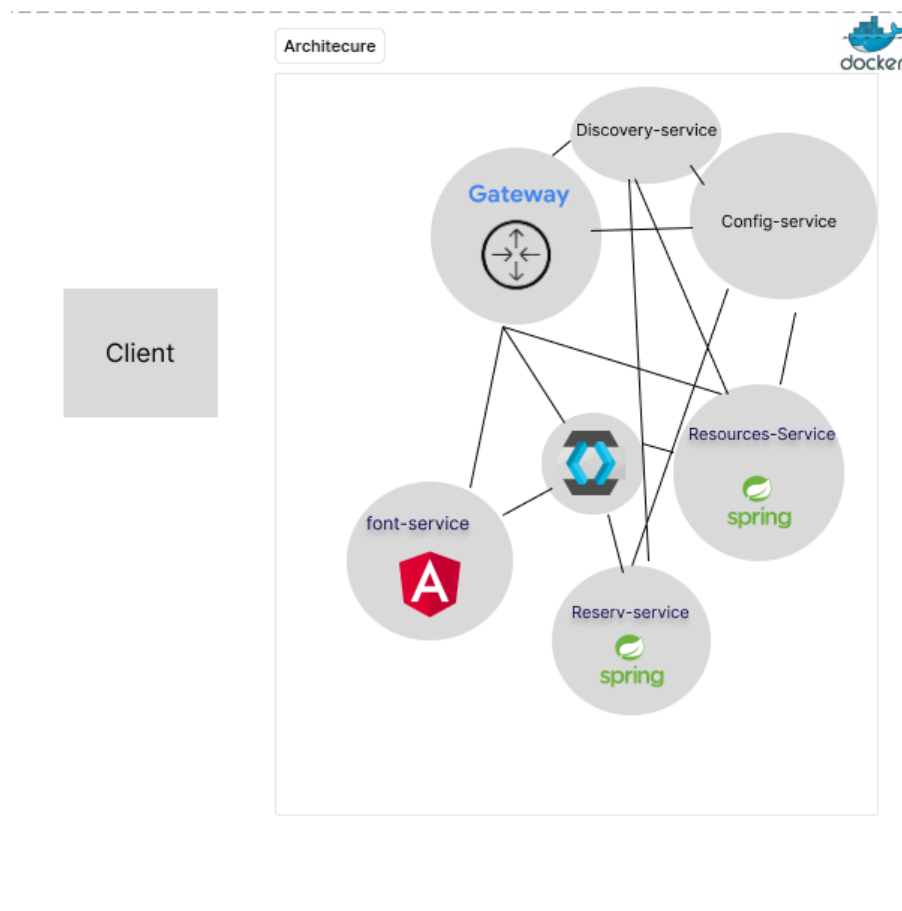 Architecure
docker
Discovery-service
Gateway
Config-service
Client
Resources-Service
spring
font-service
Reserv-service
spring